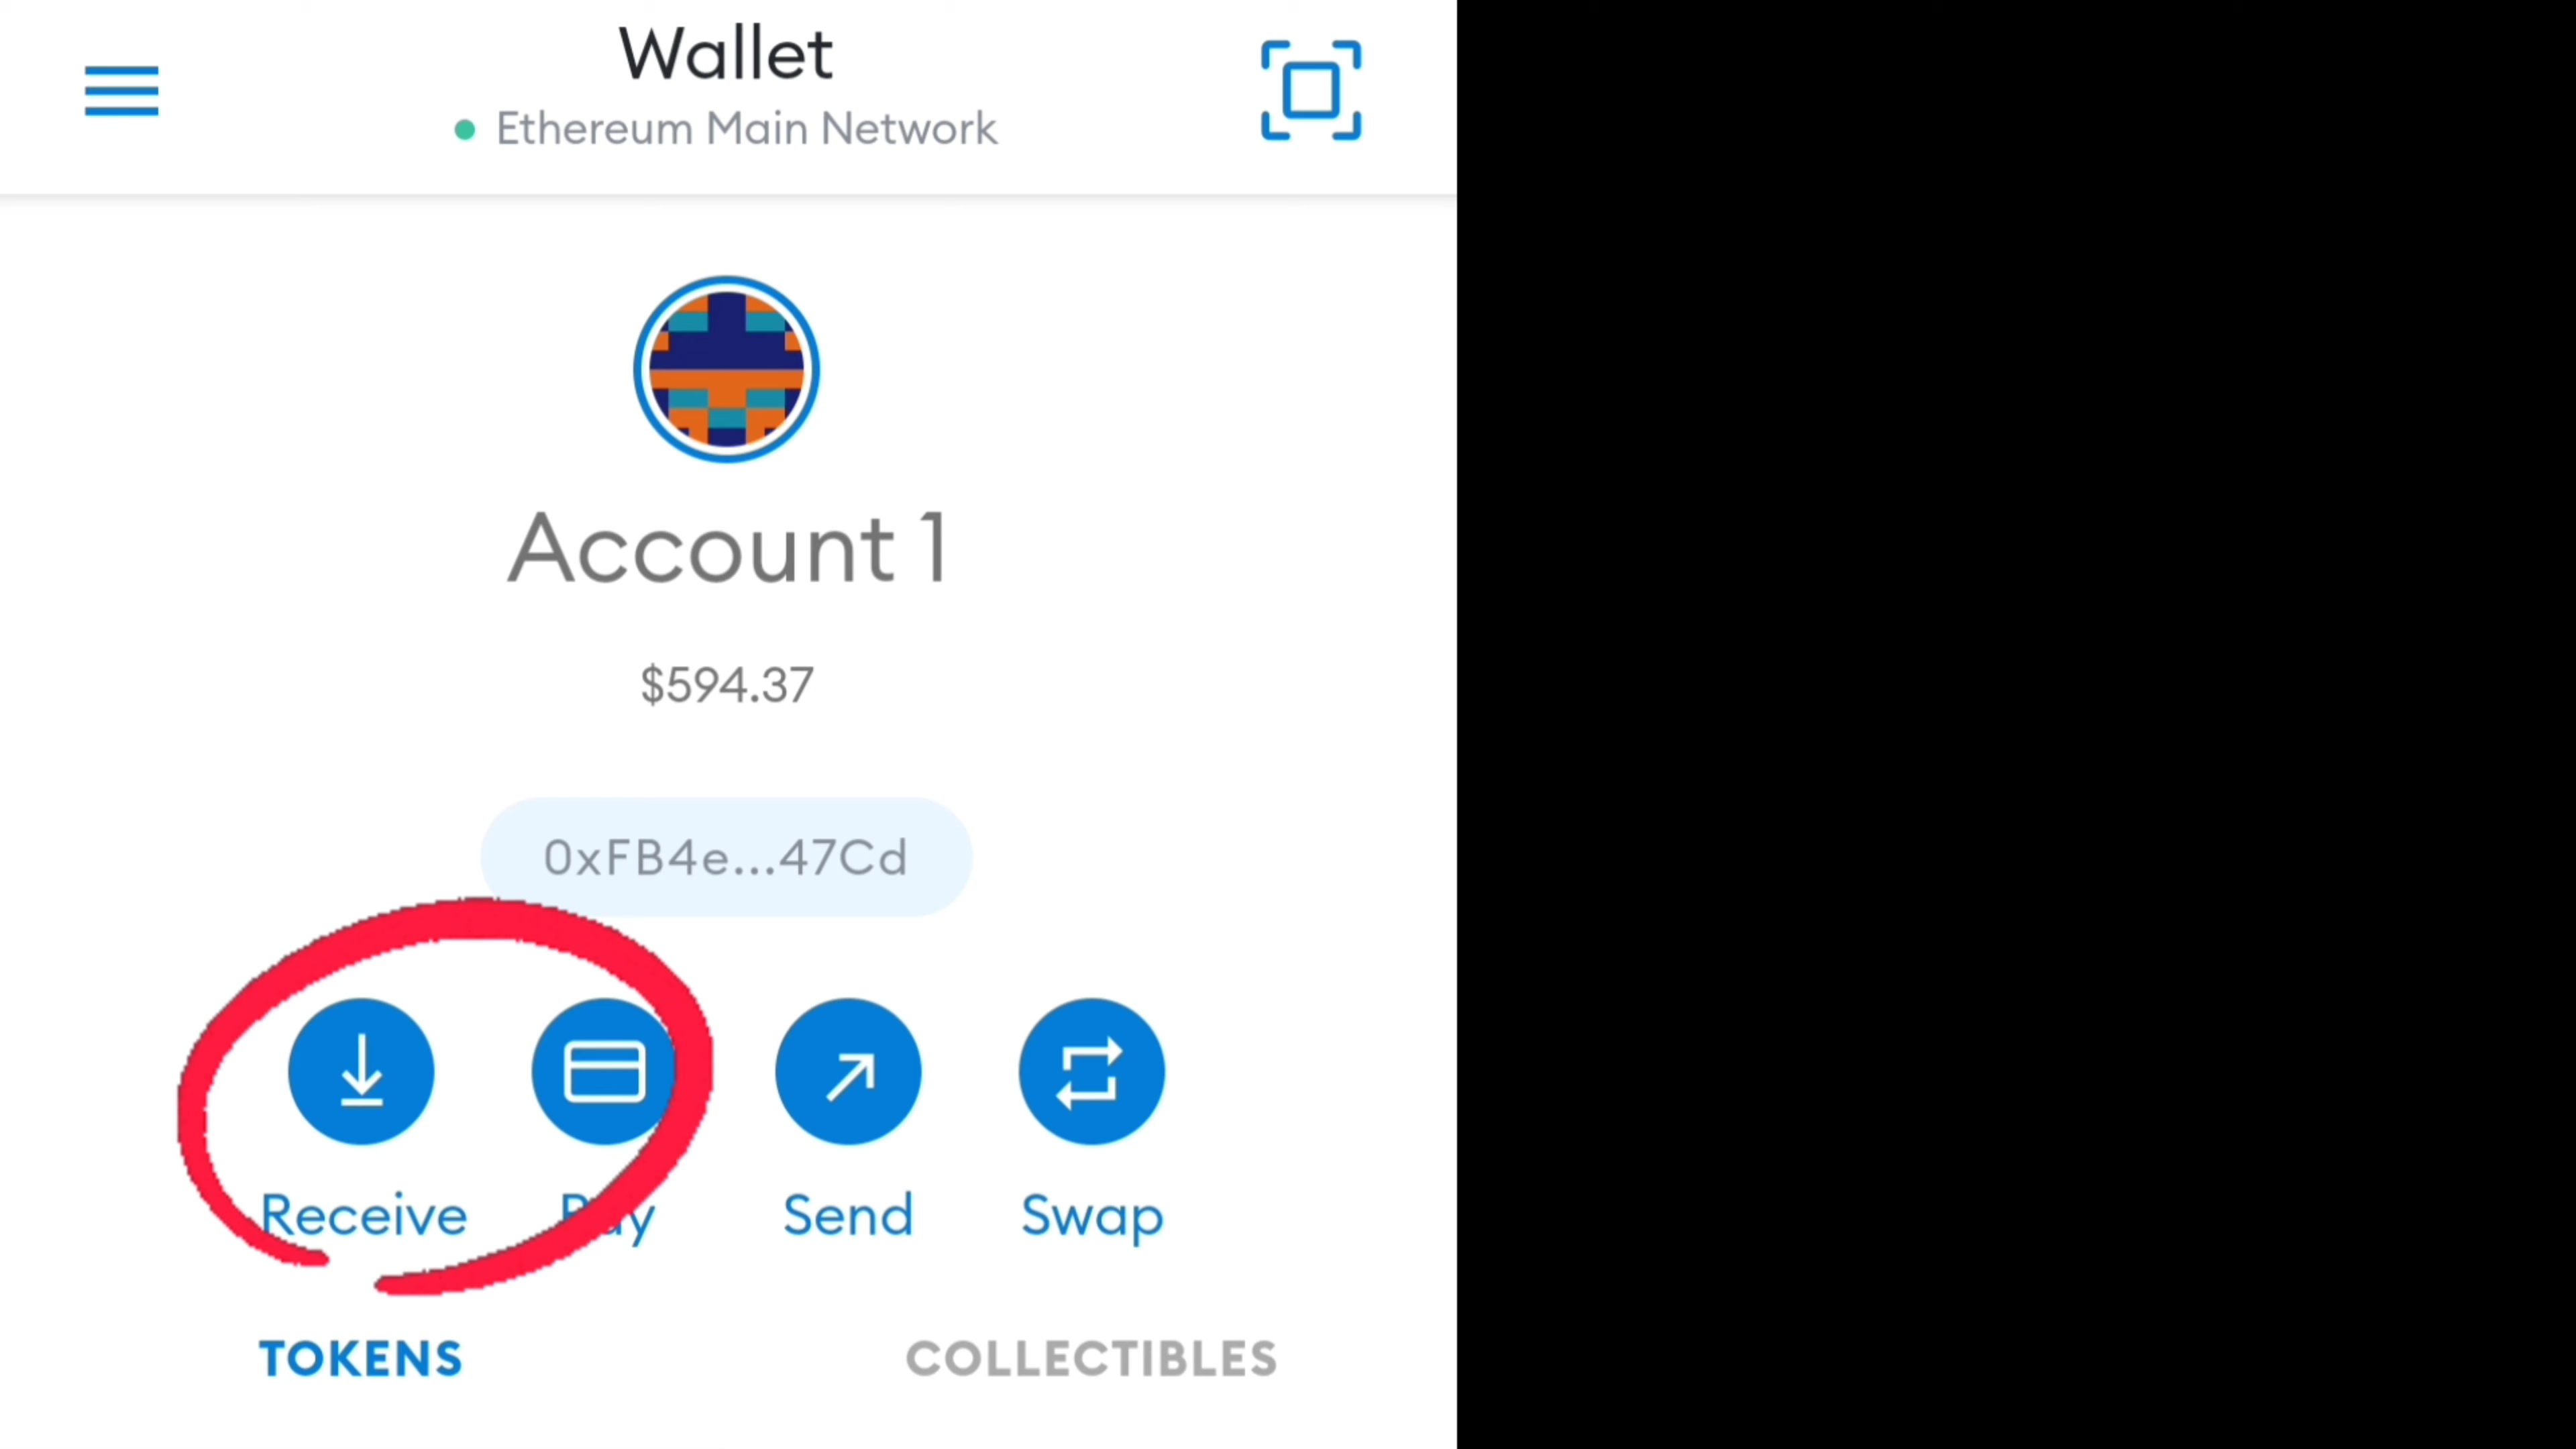 Wallet
Ethereum Main Network
Account 1
$594.37
0xFB4e...47Cd
Receive Send Swap
TOKENS COLLECTIBLES